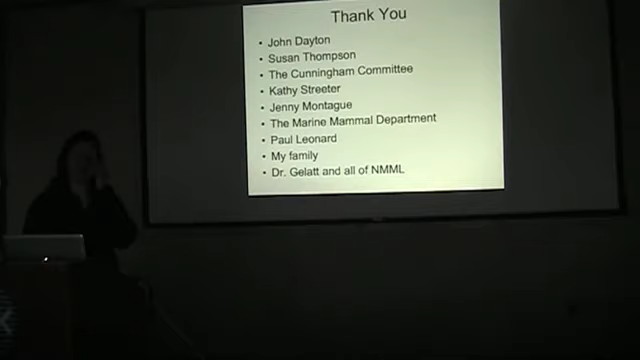 Thank You
• John Dayton
• Susan Thompson
• The Cunningham Committee
• Kathy Streeter
• Jenny Montague
• The Marine Mammal Department
• Paul Leonard
• My family
• Dr. Gelatt and all of NMML